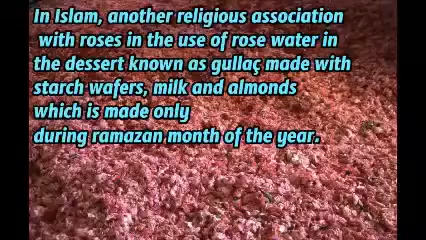 In Islam, another religious association
with roses in the use of rose water in
the dessert known as gullaç made with
starch wafers, milk and almonds
which is made only
during ramazan month of the year.